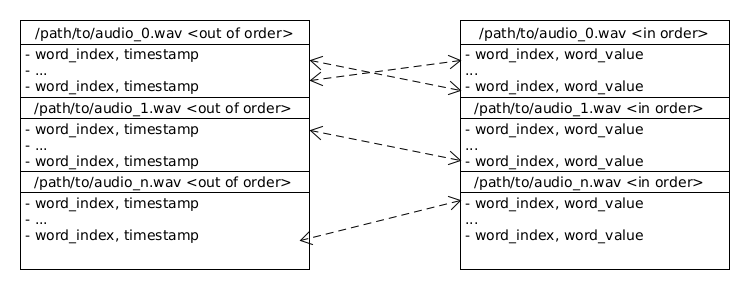 /path/to/audio_0.wav <out of order>
- word_index, timestamp
- ...
- word_index, timestamp
/path/to/audio_1.wav <out of order>
- word_index, timestamp
- ...
- word_index, timestamp
/path/to/audio_n.wav <out of order>
- word_index, timestamp
- ...
- word_index, timestamp
/path/to/audio_0.wav <in order>
- word_index, word_value
...
- word_index, word_value
/path/to/audio_1.wav <in order>
- word_index, word_value
...
- word_index, word_value
/path/to/audio_n.wav <in order>
- word_index, word_value
...
- word_index, word_value